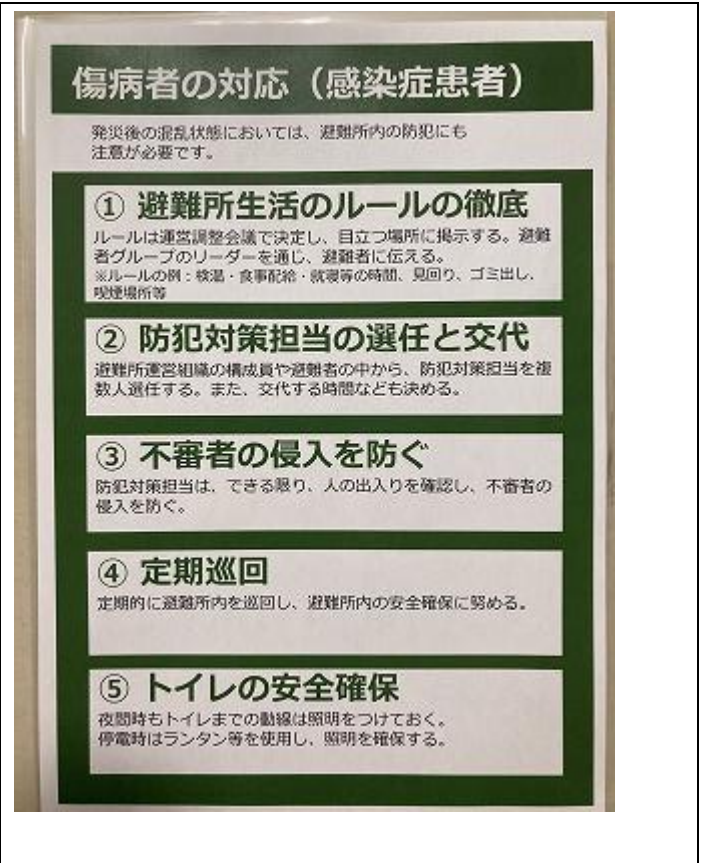 傷病者の対応（感染症患者）
発災後の混乱状態においては、避難所内の防犯にも
注意が必要です。
① 避難所生活のルールの徹底
ルールは運営調整会議で決定し、目立つ場所に掲示する。避難
者グループのリーダーを通じ、避難者に伝える。
※ルールの例：検温・食事配給・就寝等の時間、見回り、ゴミ出し、
喫煙場所等
② 防犯対策担当の選任と交代
避難所運営組織の構成員や避難者の中から、防犯対策担当を複
数人選任する。また、交代する時間なども決める。
③ 不審者の侵入を防ぐ
防犯対策担当は、できる限り、人の出入りを確認し、不審者の
侵入を防ぐ。
④ 定期巡回
定期的に避難所内を巡回し、避難所内の安全確保に努める。
⑤ トイレの安全確保
夜間時もトイレまでの動線は照明をつけておく。
停電時はランタン等を使用し、照明を確保する。